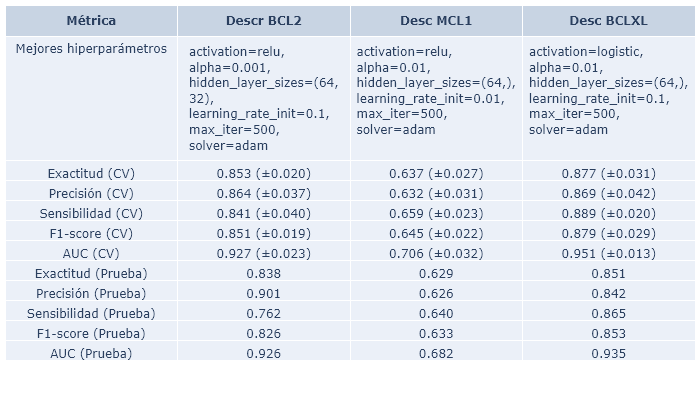 Métrica Descr BCL2 Desc MCL1 Desc BCLXL
Mejores hiperparámetros
activation=relu,
alpha=0.001,
hidden_layer_sizes=(64,
32),
learning_rate_init=0.1,
max_iter=500,
solver=adam
activation=relu,
alpha=0.01,
hidden_layer_sizes=(64,),
learning_rate_init=0.01,
max_iter=500,
solver=adam
activation=logistic,
alpha=0.01,
hidden_layer_sizes=(64,),
learning_rate_init=0.1,
max_iter=500,
solver=adam
Exactitud (CV) 0.853 (±0.020) 0.637 (±0.027) 0.877 (±0.031)
Precisión (CV) 0.864 (±0.037) 0.632 (±0.031) 0.869 (±0.042)
Sensibilidad (CV) 0.841 (±0.040) 0.659 (±0.023) 0.889 (±0.020)
F1-score (CV) 0.851 (±0.019) 0.645 (±0.022) 0.879 (±0.029)
AUC (CV) 0.927 (±0.023) 0.706 (±0.032) 0.951 (±0.013)
Exactitud (Prueba) 0.838 0.629 0.851
Precisión (Prueba) 0.901 0.626 0.842
Sensibilidad (Prueba) 0.762 0.640 0.865
F1-score (Prueba) 0.826 0.633 0.853
AUC (Prueba) 0.926 0.682 0.935